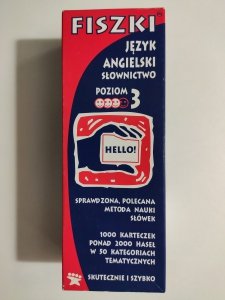 FISZKI
JĘZYK
ANGIELSKI
SŁOWNICTWO
POZIOM
3
HELLO!
SPRAWDZONA, POLECANA
METODA NAUKI
SŁÓWEK
1000 KARTECZEK
PONAD 2000 HASEŁ
W 50 KATEGORIACH
TEMATYCZNYCH
SKUTECZNIE I SZYBKO